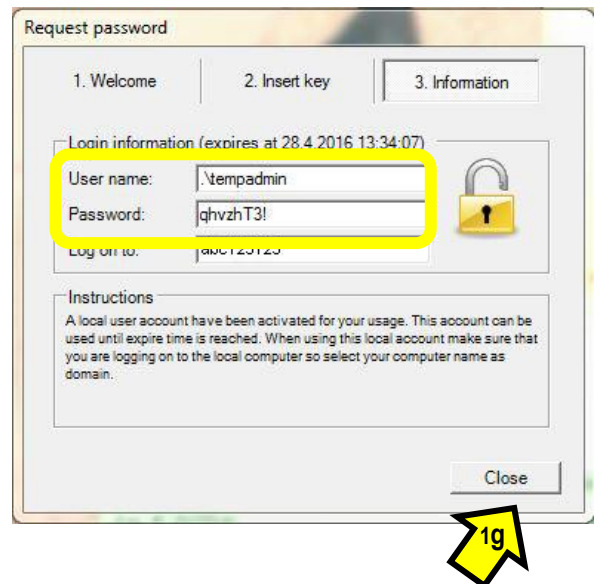 Request password
1. Welcome 2. Insert key 3. Information
Login information (expires at 28.4.2016 13:34:07)
User name: .\tempadmin
Password: qhvzhT3!
Log on to: abc123123
Instructions
A local user account have been activated for your usage. This account can be
used until expire time is reached. When using this local account make sure that
you are logging on to the local computer so select your computer name as
domain.
Close
1g